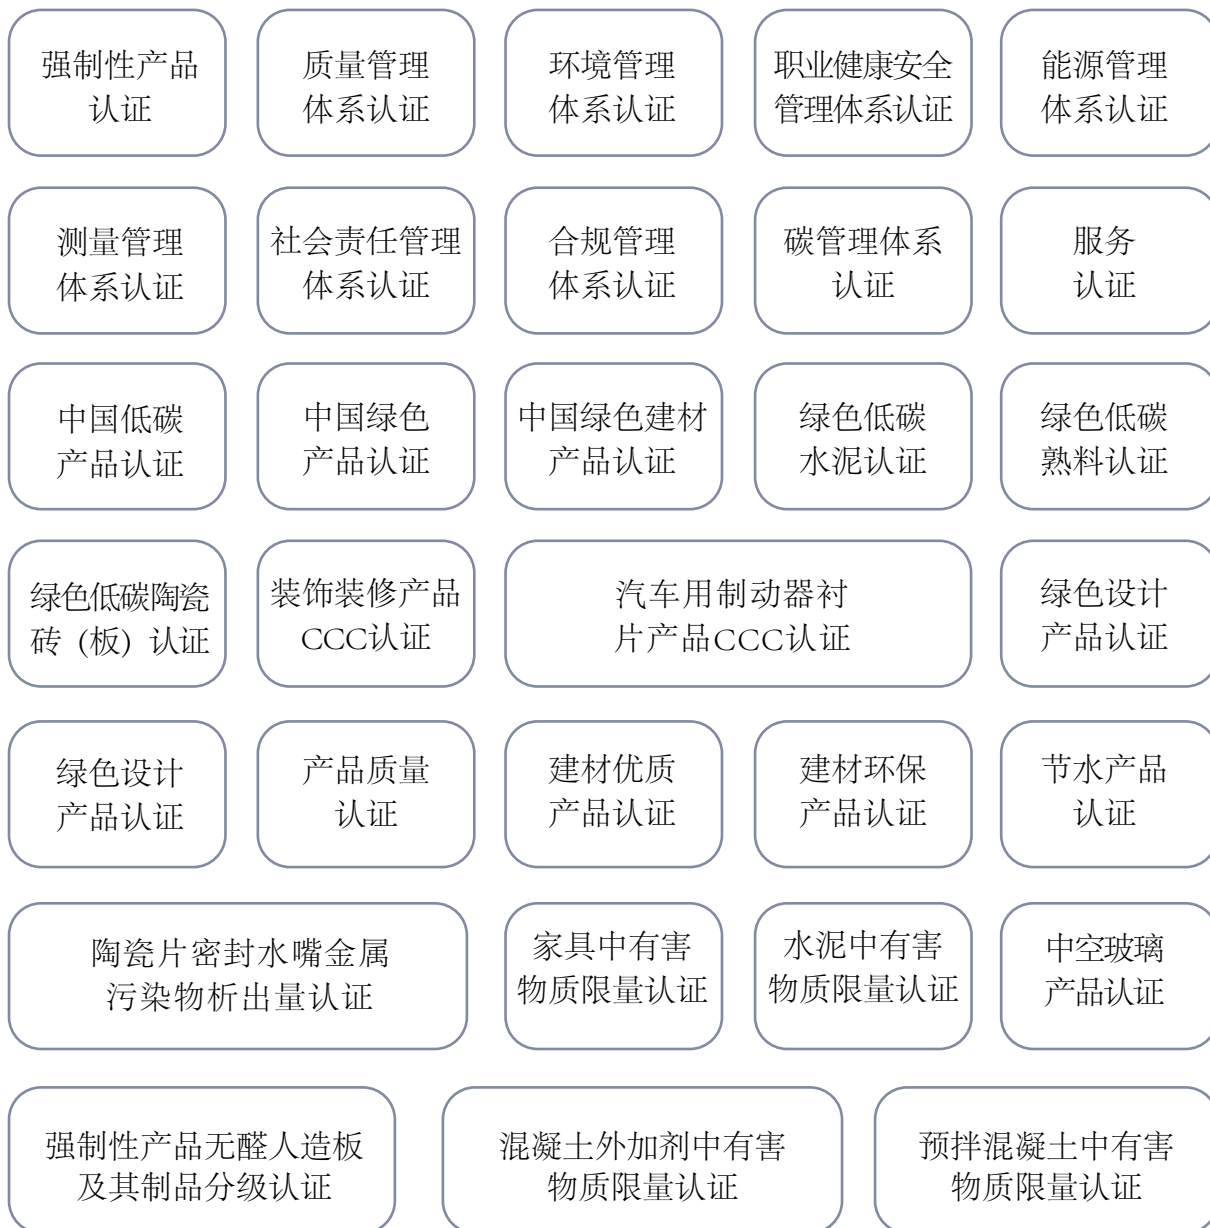 强制性产品
认证
质量管理
体系认证
环境管理
体系认证
职业健康安全
管理体系认证
能源管理
体系认证
测量管理
体系认证
社会责任管理
体系认证
合规管理
体系认证
碳管理体系
认证
服务
认证
中国低碳
产品认证
中国绿色
产品认证
中国绿色建材
产品认证
绿色低碳
水泥认证
绿色低碳
熟料认证
绿色低碳陶瓷
砖（板）认证
装饰装修产品
CCC认证
汽车用制动器衬
片产品CCC认证
绿色设计
产品认证
绿色设计
产品认证
产品质量
认证
建材优质
产品认证
建材环保
产品认证
节水产品
认证
陶瓷片密封水嘴金属
污染物析出量认证
家具中有害
物质限量认证
水泥中有害
物质限量认证
中空玻璃
产品认证
强制性产品无醛人造板
及其制品分级认证
混凝土外加剂中有害
物质限量认证
预拌混凝土中有害
物质限量认证